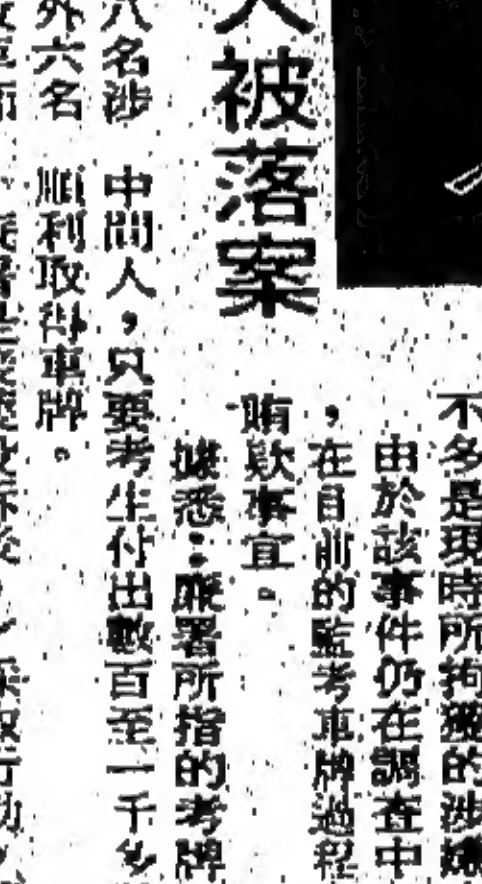 人被落案
不多是現時所拘獲的涉嫌
由於該事件仍在調查中
，在目前的監考車牌過程
賄款事宜。
據悉：廉署所指的考牌
中間人，只要考生付出數百至一千多
順利取得車牌。
八名涉
外六名